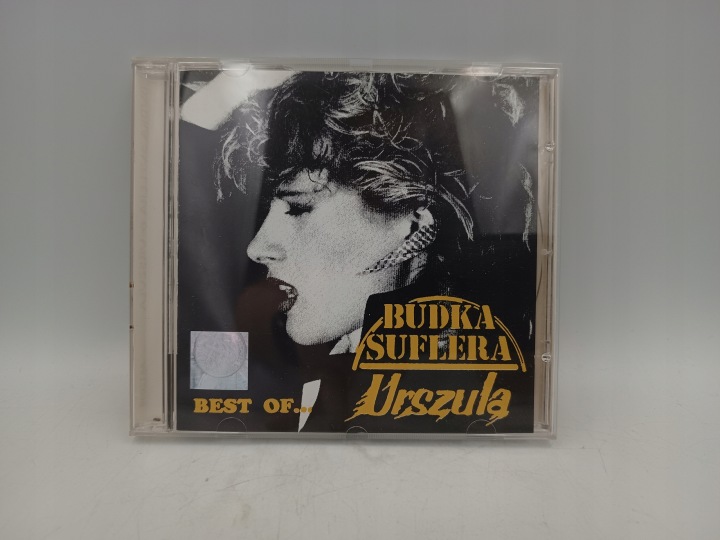 BUDKA
SUFLERA
BEST OF...
Urszula